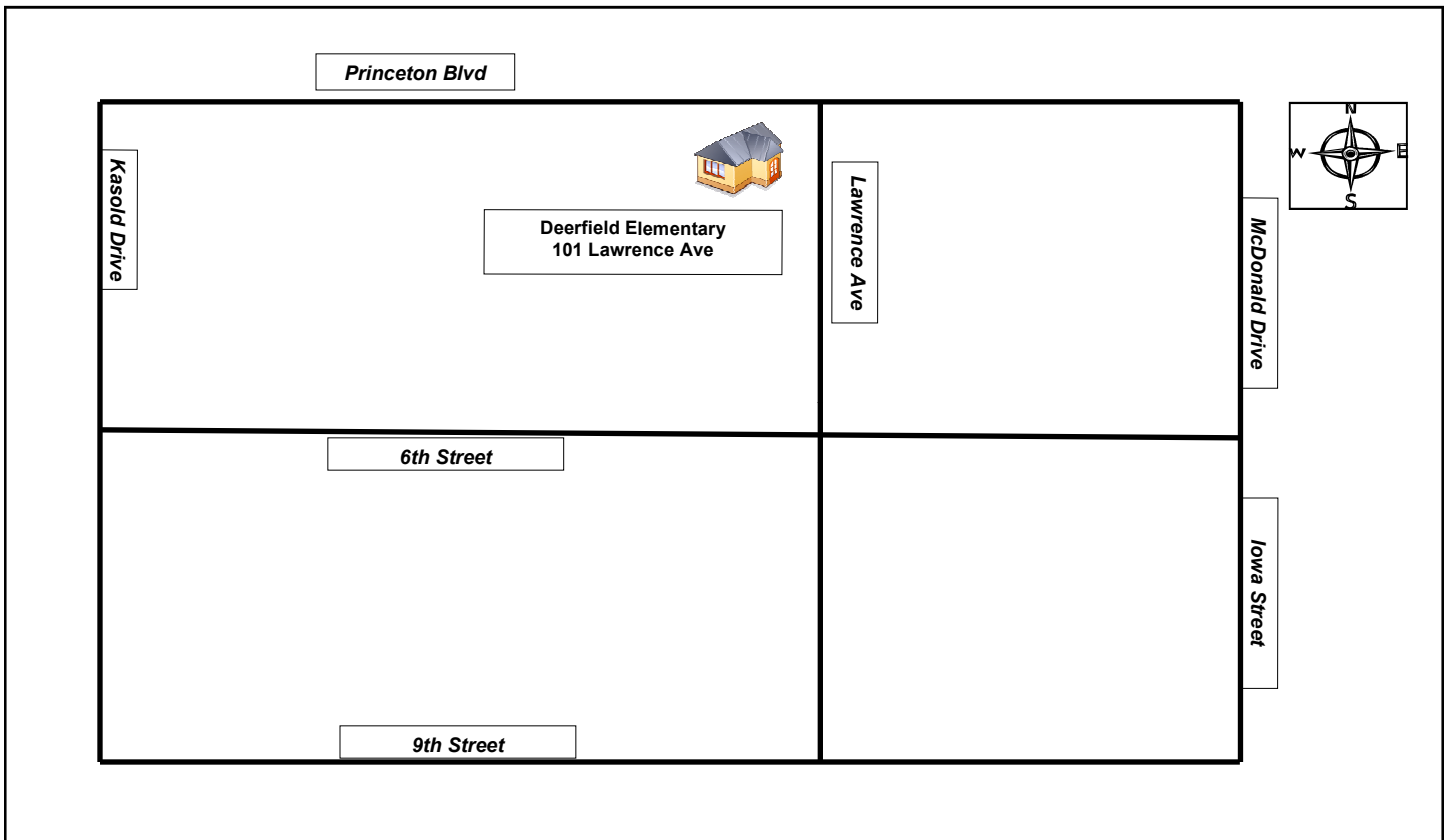 Princeton Blvd
N
W
E
S
Kasold Drive
Deerfield Elementary
101 Lawrence Ave
Lawrence Ave
McDonald Drive
6th Street
Iowa Street
9th Street